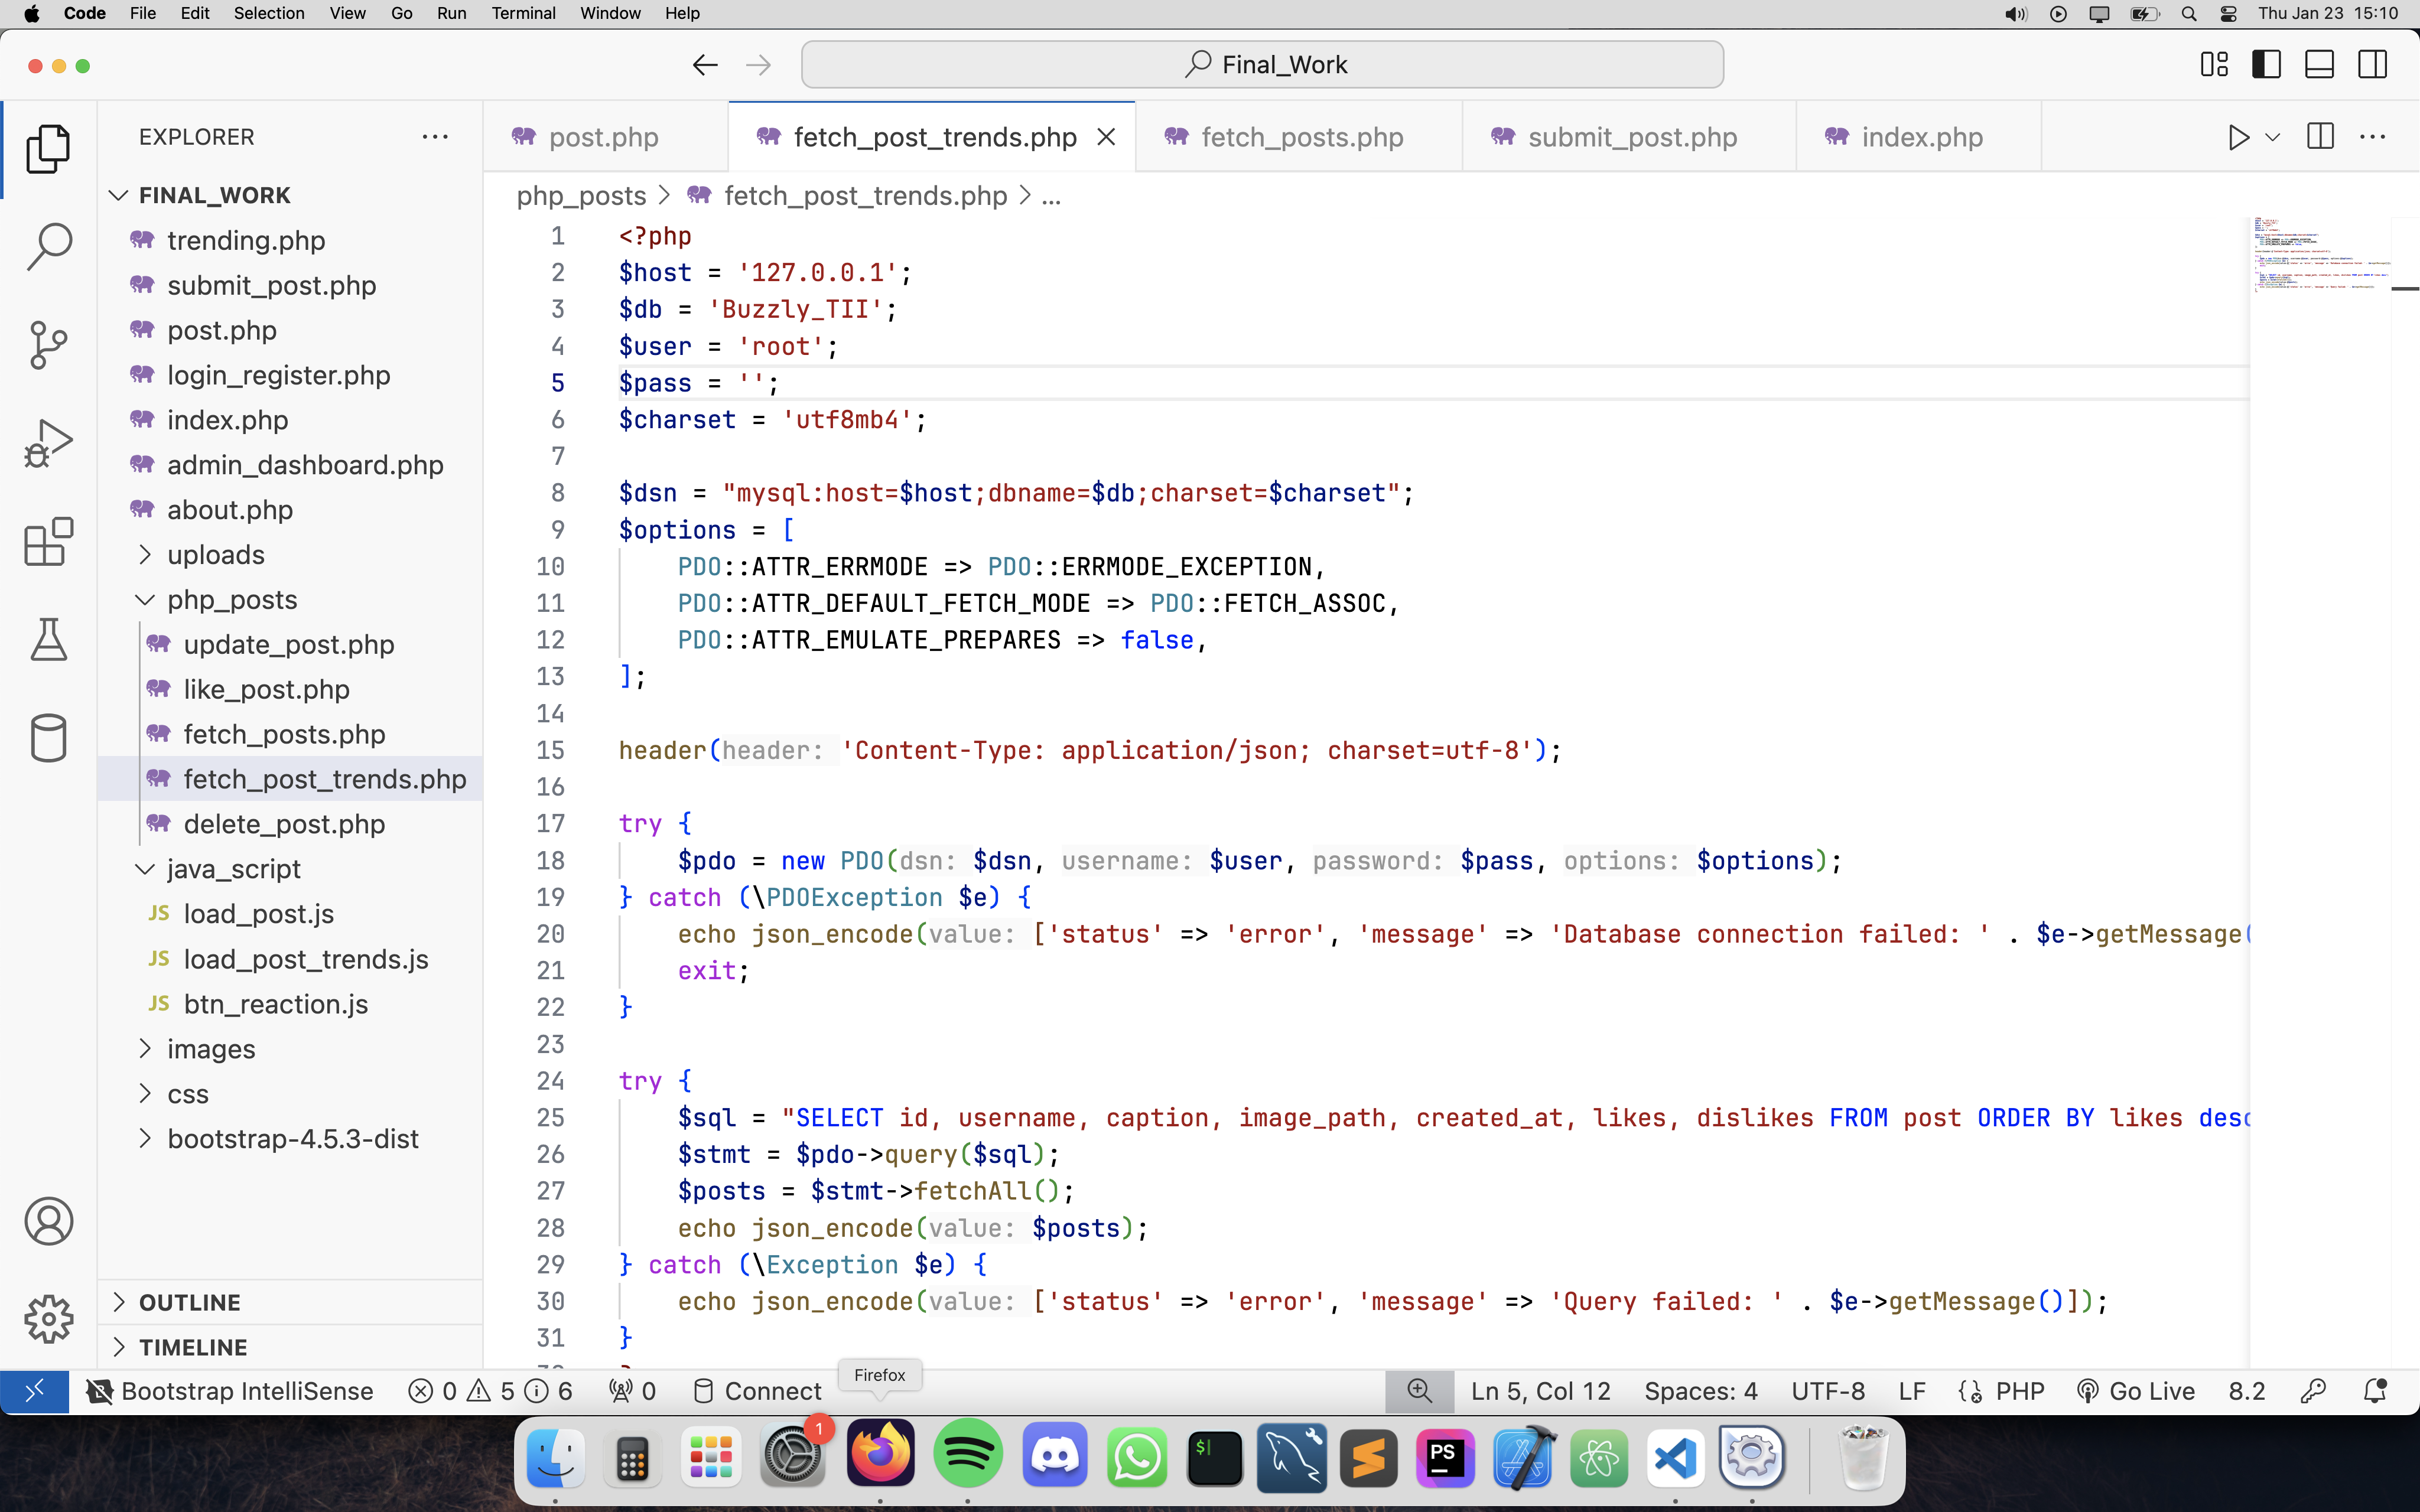 Code File Edit Selection View Go Run Terminal Window Help Thu Jan 23 15:10
Final_Work
EXPLORER
FINAL_WORK
trending.php
submit_post.php
post.php
login_register.php
index.php
admin_dashboard.php
about.php
uploads
php_posts
update_post.php
like_post.php
fetch_posts.php
fetch_post_trends.php
delete_post.php
java_script
JS load_post.js
JS load_post_trends.js
JS btn_reaction.js
images
css
bootstrap-4.5.3-dist
OUTLINE
TIMELINE
post.php fetch_post_trends.php fetch_posts.php submit_post.php index.php
php_posts > fetch_post_trends.php > ...
1 <?php
2 $host = '127.0.0.1';
3 $db = 'Buzzly_TII';
4 $user = 'root';
5 $pass = '';
6 $charset = 'utf8mb4';
7
8 $dsn = "mysql:host=$host;dbname=$db;charset=$charset";
9 $options = [
10 PDO::ATTR_ERRMODE => PDO::ERRMODE_EXCEPTION,
11 PDO::ATTR_DEFAULT_FETCH_MODE => PDO::FETCH_ASSOC,
12 PDO::ATTR_EMULATE_PREPARES => false,
13 ];
14
15 header(header: 'Content-Type: application/json; charset=utf-8');
16
17 try {
18 $pdo = new PDO(dsn: $dsn, username: $user, password: $pass, options: $options);
19 } catch (\PDOException $e) {
20 echo json_encode(value: ['status' => 'error', 'message' => 'Database connection failed: ' . $e->getMessage(
21 exit;
22 }
23
24 try {
25 $sql = "SELECT id, username, caption, image_path, created_at, likes, dislikes FROM post ORDER BY likes desc
26 $stmt = $pdo->query($sql);
27 $posts = $stmt->fetchAll();
28 echo json_encode(value: $posts);
29 } catch (\Exception $e) {
30 echo json_encode(value: ['status' => 'error', 'message' => 'Query failed: ' . $e->getMessage()]);
31 }
Bootstrap IntelliSense 0 5 6 0 Connect Ln 5, Col 12 Spaces: 4 UTF-8 LF PHP Go Live 8.2
Firefox
1
$
PS